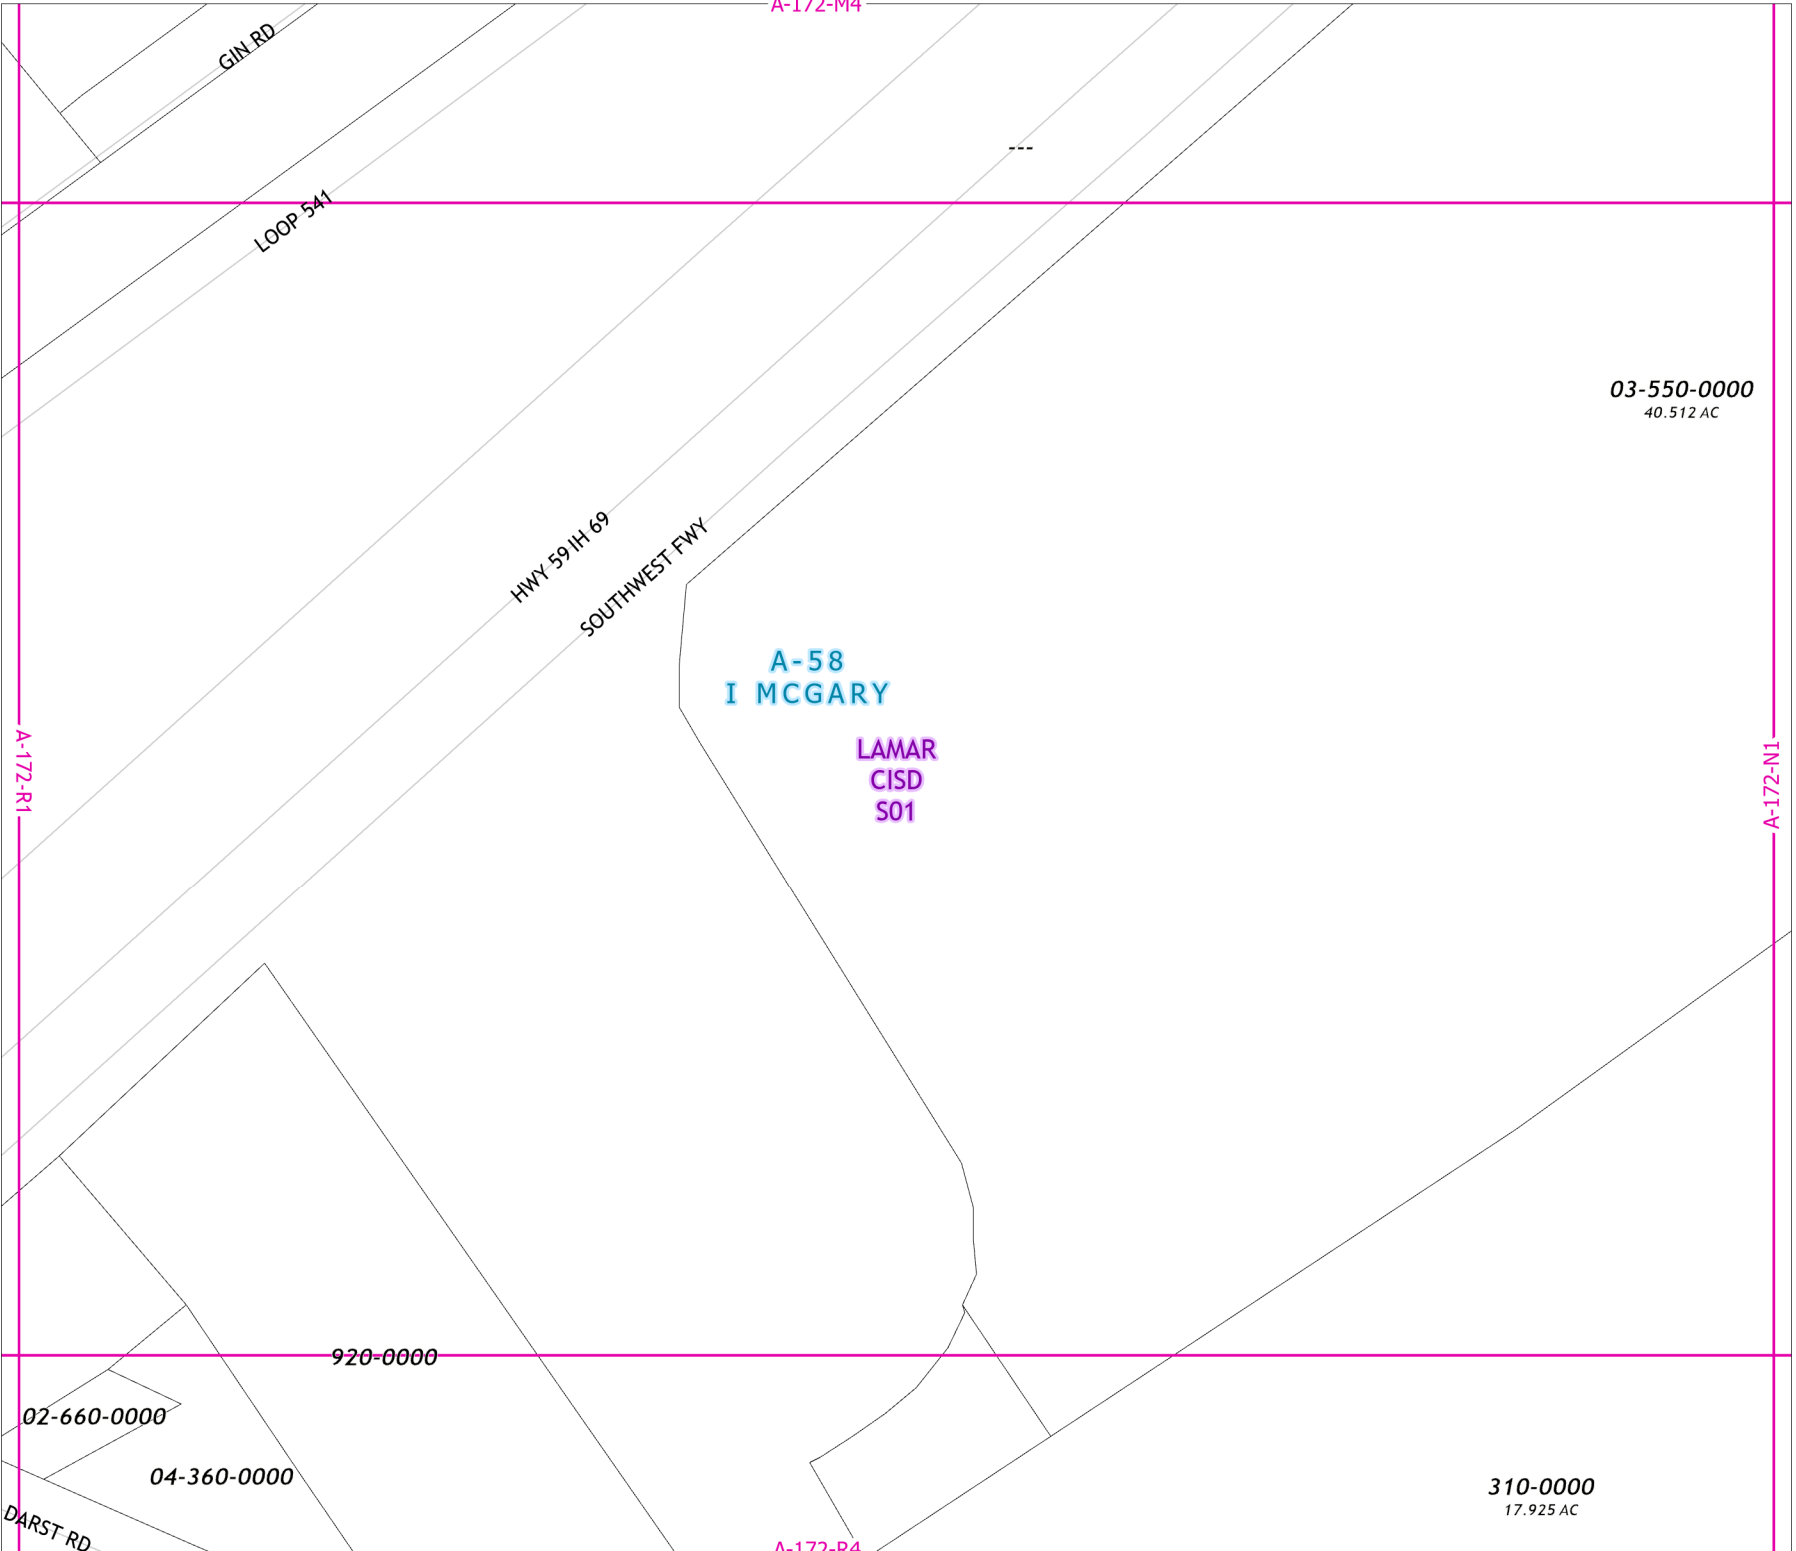 A-172-M4
GIN RD
---
LOOP 541
03-550-0000
40.512 AC
HWY 59 IH 69
SOUTHWEST FWY
A-58
I MCGARY
LAMAR
CISD
S01
A-172-R1
A-172-N1
920-0000
02-660-0000
04-360-0000
310-0000
17.925 AC
DARST RD
A-172-R4